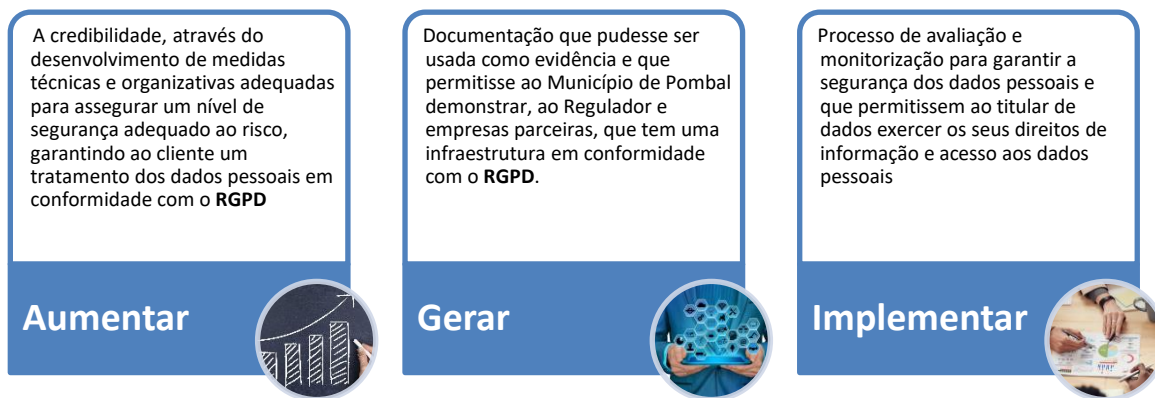 A credibilidade, através do
desenvolvimento de medidas
técnicas e organizativas adequadas
para assegurar um nível de
segurança adequado ao risco,
garantindo ao cliente um
tratamento dos dados pessoais em
conformidade com o RGPD
Aumentar
Documentação que pudesse ser
usada como evidência e que
permitisse ao Município de Pombal
demonstrar, ao Regulador e
empresas parceiras, que tem uma
infraestrutura em conformidade
com o RGPD.
Gerar
Processo de avaliação e
monitorização para garantir a
segurança dos dados pessoais e
que permitissem ao titular de
dados exercer os seus direitos de
informação e acesso aos dados
pessoais
Implementar